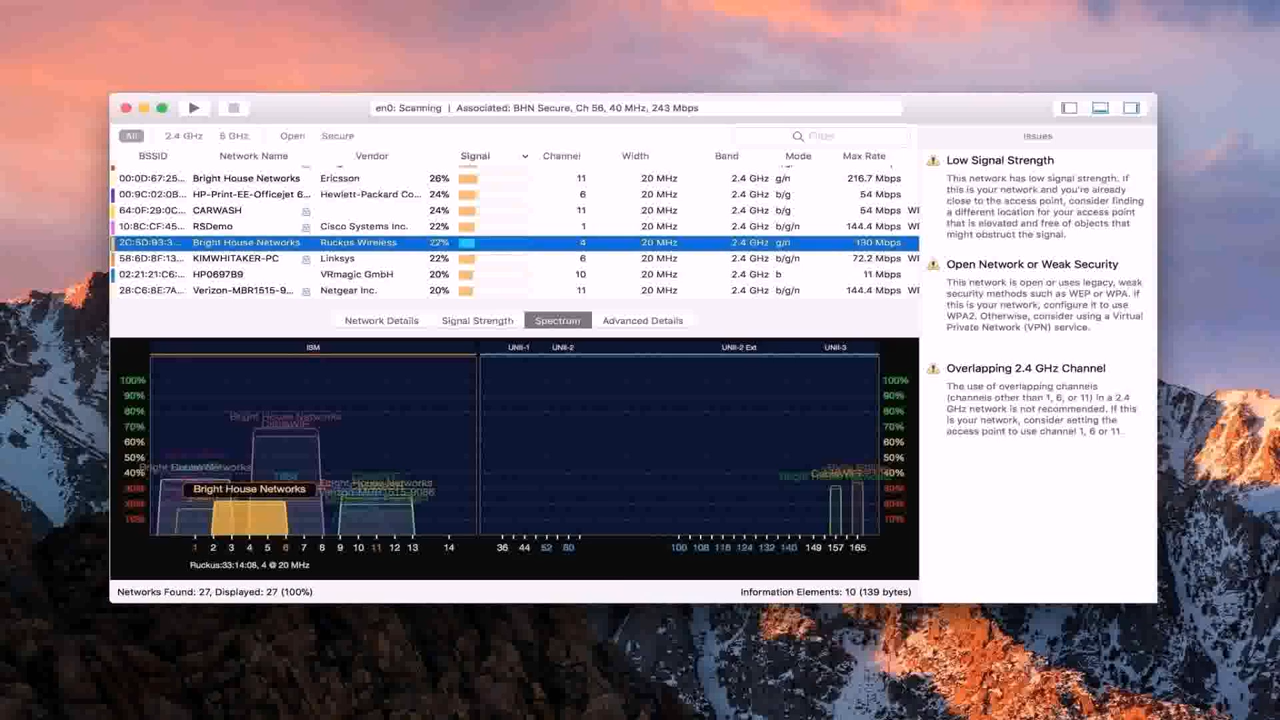 en0: Scanning | Associated: BHN Secure, Ch 56, 40 MHz, 243 Mbps
All 2.4 GHz 5 GHz Open Secure Filter
BSSID Network Name Vendor Signal Channel Width Band Mode Max Rate
00:0D:67:25... Bright House Networks Ericsson 26% 11 20 MHz 2.4 GHz g/n 216.7 Mbps
00:9C:02:0B... HP-Print-EE-Officejet 6... Hewlett-Packard Co... 24% 6 20 MHz 2.4 GHz b/g 54 Mbps
64:0F:29:0C... CARWASH 24% 11 20 MHz 2.4 GHz b/g 54 Mbps
10:8C:CF:45... RSDemo Cisco Systems Inc. 22% 1 20 MHz 2.4 GHz b/g/n 144.4 Mbps
2C:5D:93:3... Bright House Networks Ruckus Wireless 22% 4 20 MHz 2.4 GHz g/n 130 Mbps
58:6D:8F:13... KIMWHITAKER-PC Linksys 22% 6 20 MHz 2.4 GHz b/g/n 72.2 Mbps
02:21:21:C6:... HP0697B9 VRmagic GmbH 20% 10 20 MHz 2.4 GHz b 11 Mbps
28:C6:8E:7A... Verizon-MBR1515-9... Netgear Inc. 20% 11 20 MHz 2.4 GHz b/g/n 144.4 Mbps
Network Details Signal Strength Spectrum Advanced Details
ISM UNII-1 UNII-2 UNII-2 Ext UNII-3
100% 100%
90% 90%
80% 80%
Bright House Networks
70% 70%
60% 60%
50% 50%
Bright House Networks
40% 40%
Bright House Networks
30% 30%
20% 20%
10% 10%
1 2 3 4 5 6 7 8 9 10 11 12 13 14 36 44 52 60 100 108 116 124 132 140 149 157 165
Ruckus:33:14:08, 4 @ 20 MHz
Networks Found: 27, Displayed: 27 (100%) Information Elements: 10 (139 bytes)
Issues
Low Signal Strength
This network has low signal strength. If
this is your network and you're already
close to the access point, consider finding
a different location for your access point
that is elevated and free of objects that
might obstruct the signal.
Open Network or Weak Security
This network is open or uses legacy, weak
security methods such as WEP or WPA. If
this is your network, configure it to use
WPA2. Otherwise, consider using a Virtual
Private Network (VPN) service.
Overlapping 2.4 GHz Channel
The use of overlapping channels
(channels other than 1, 6, or 11) in a 2.4
GHz network is not recommended. If this
is your network, consider setting the
access point to use channel 1, 6 or 11.